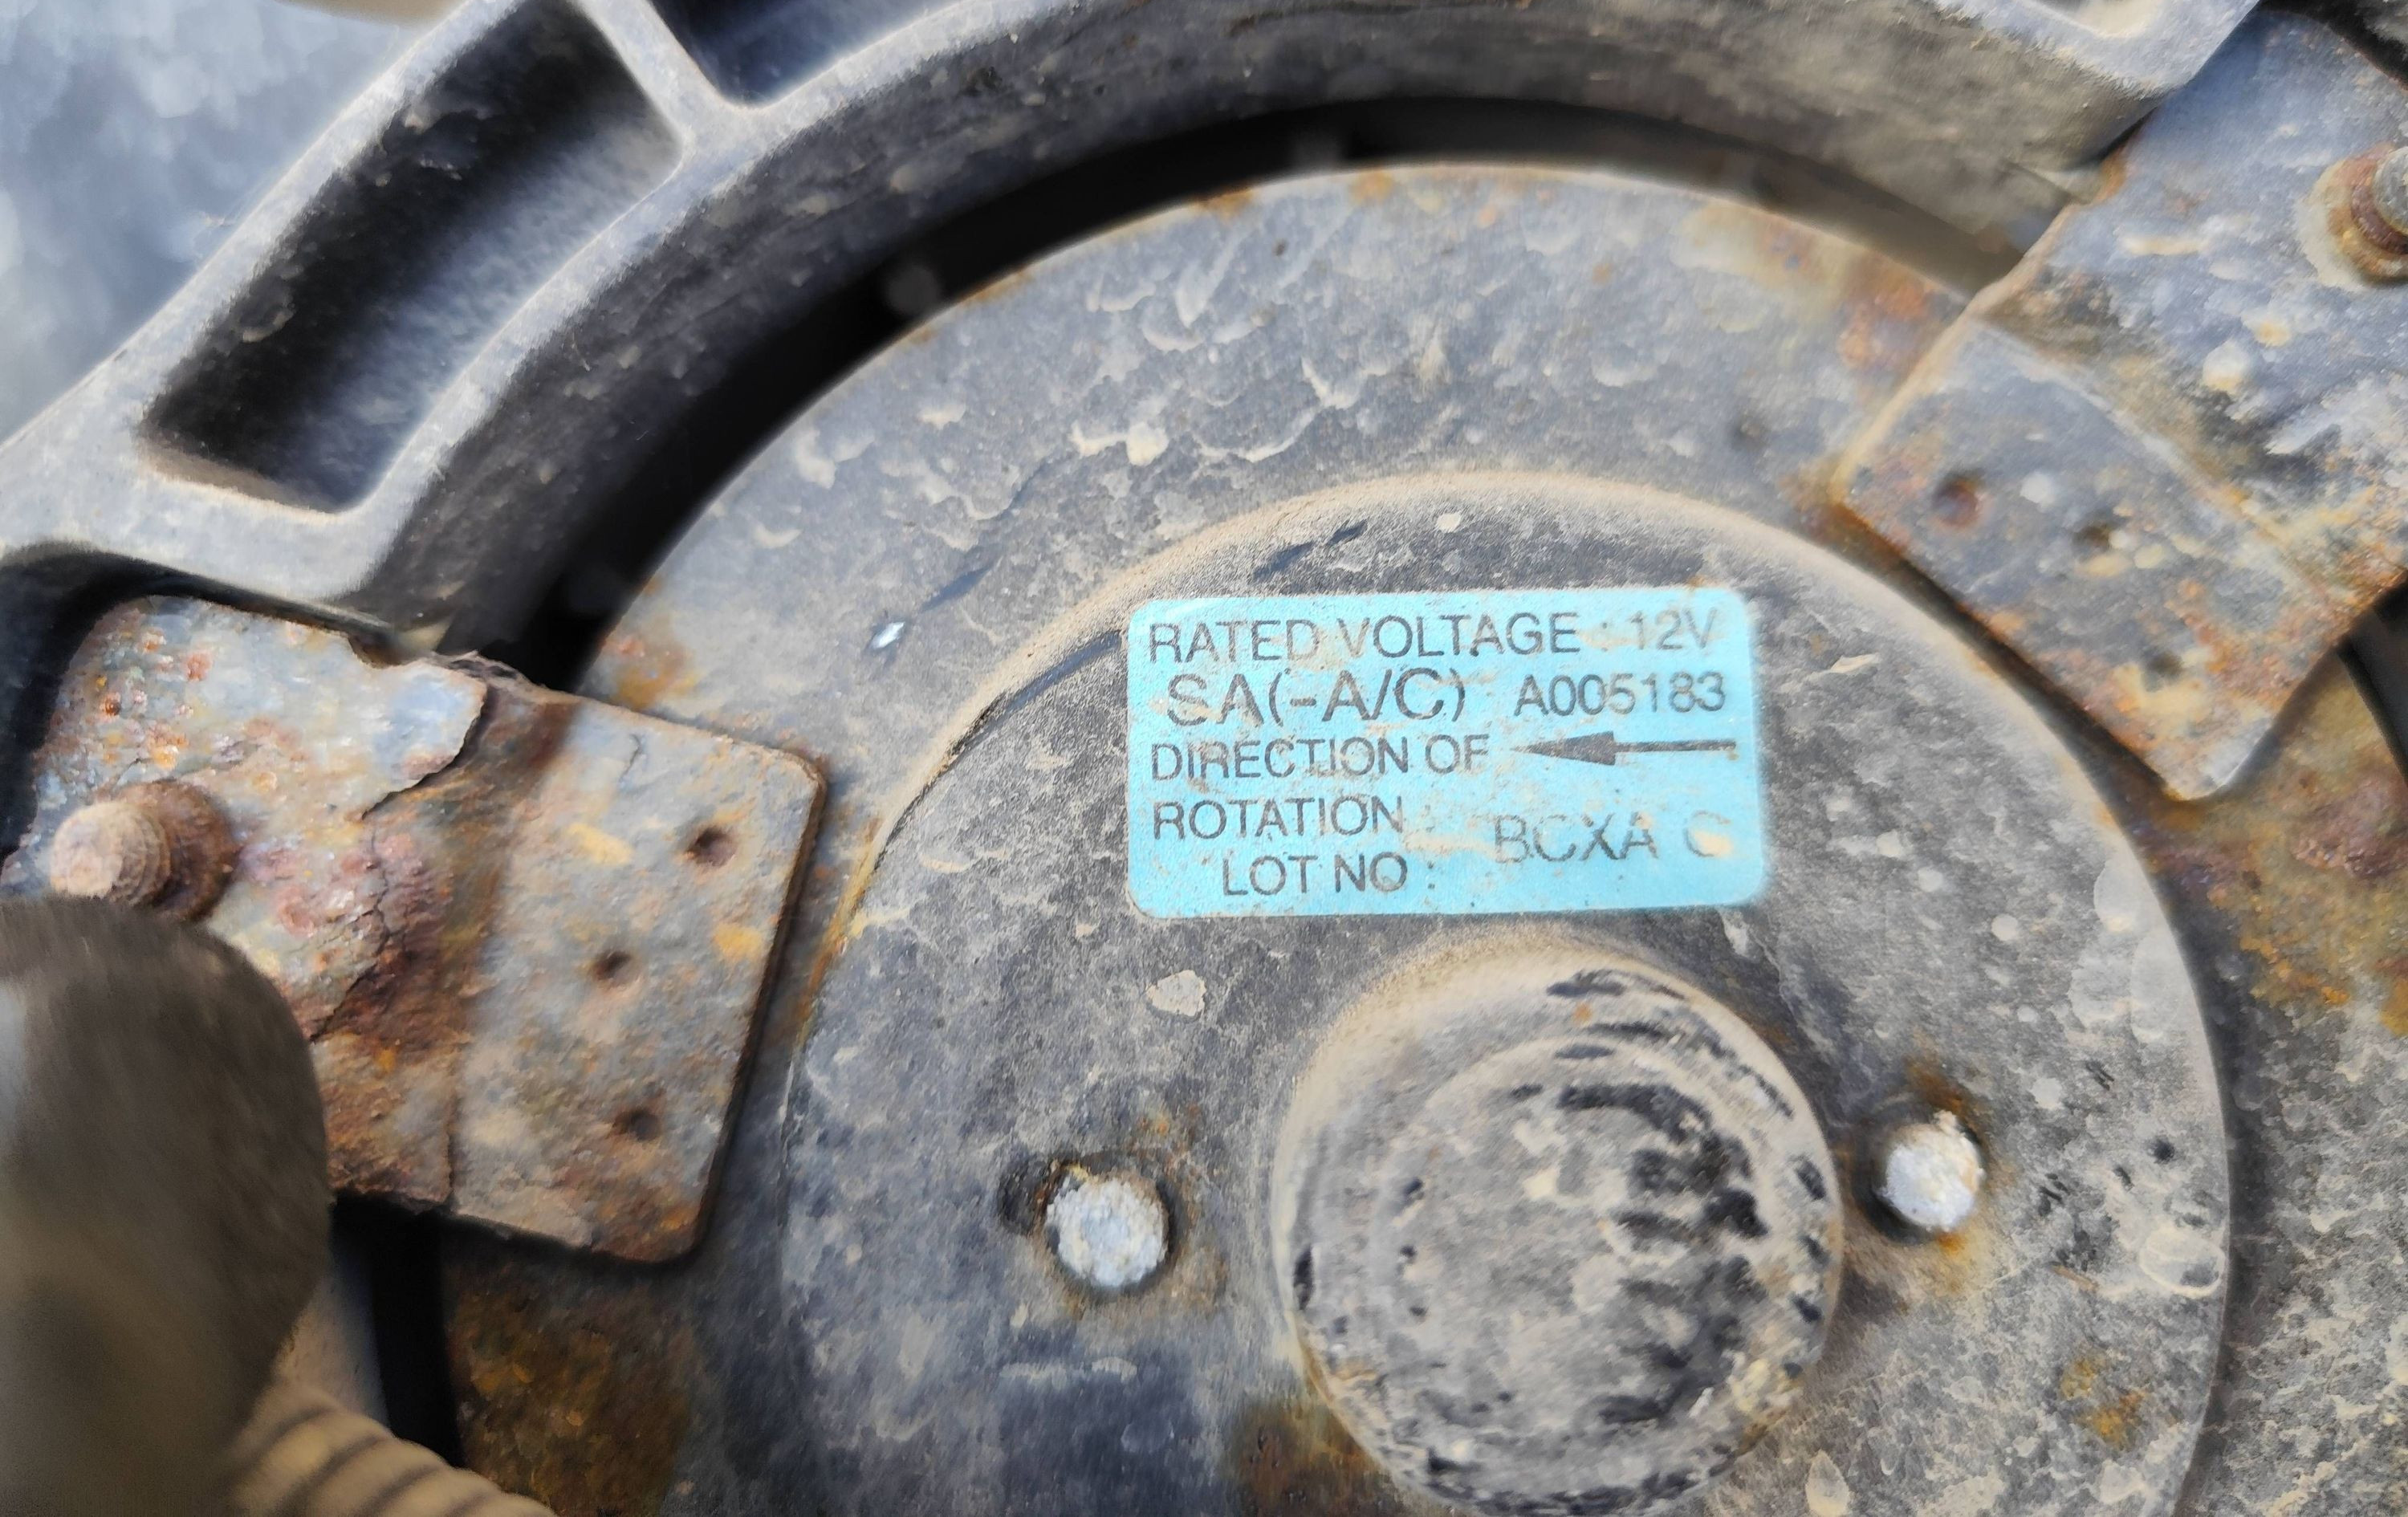 RATED VOLTAGE : 12V
SA(-A/C) A005183
DIRECTION OF
ROTATION :
BCXA C
LOT NO :